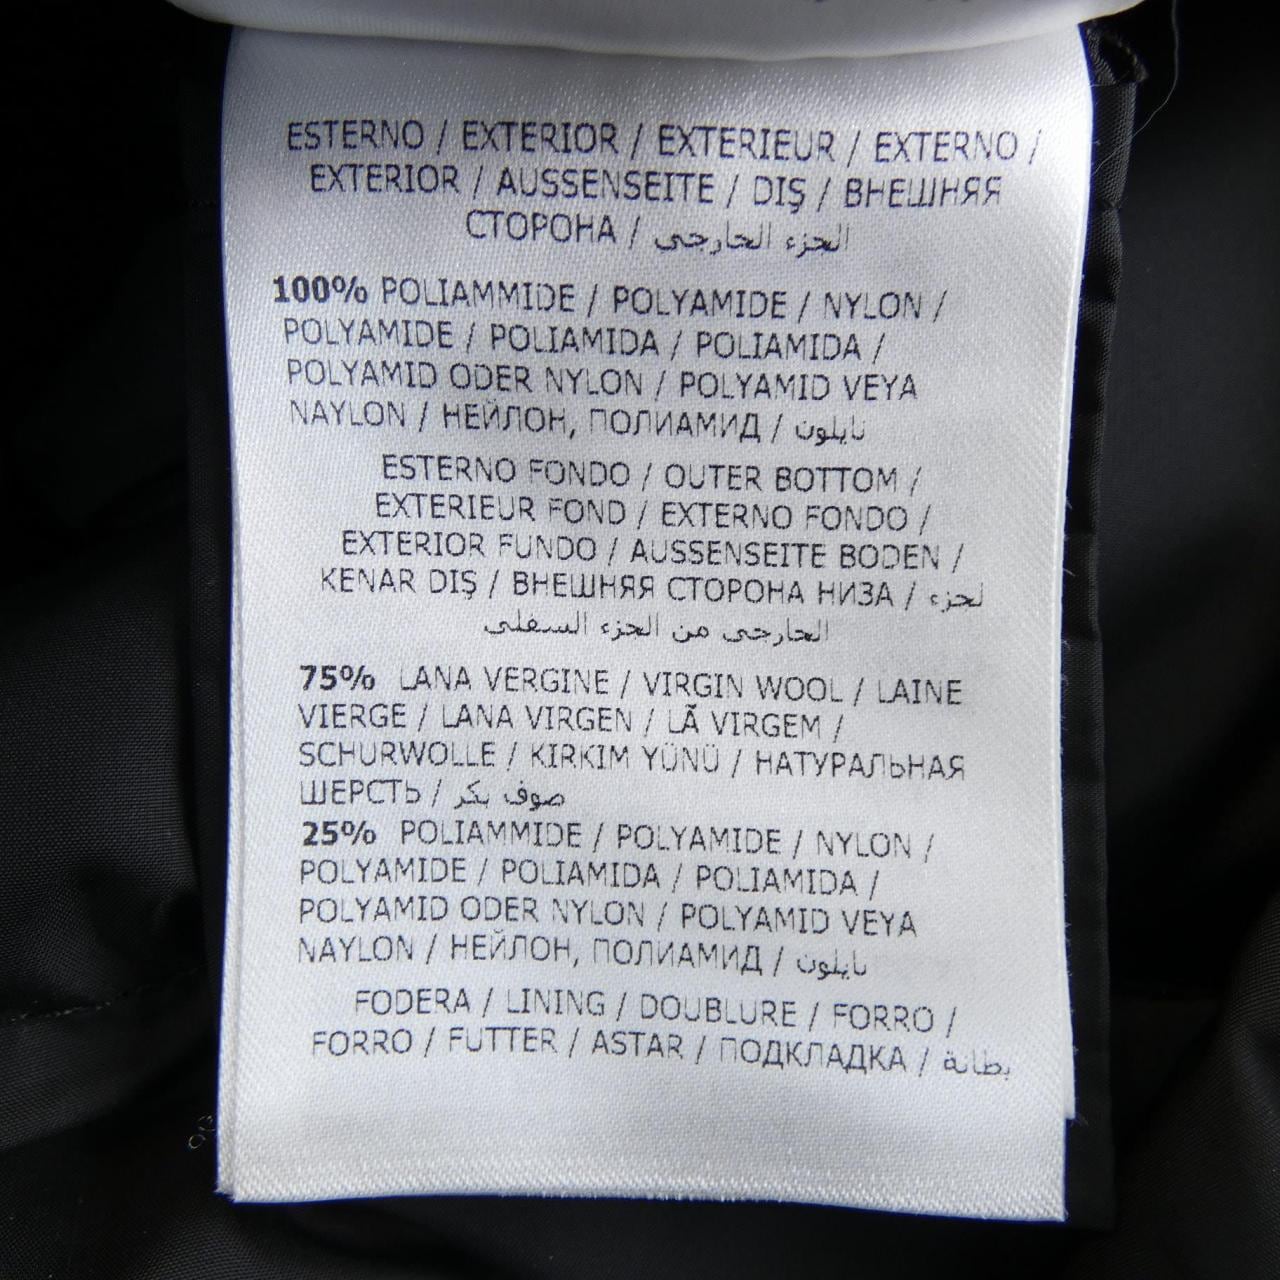 ESTERNO / EXTERIOR / EXTERIEUR / EXTERNO /
EXTERIOR / AUSSENSEITE / DIŞ / ВНЕШНЯЯ
СТОРОНА / الجزء الخارجي
100% POLIAMMIDE / POLYAMIDE / NYLON /
POLYAMIDE / POLIAMIDA / POLIAMIDA /
POLYAMID ODER NYLON / POLYAMID VEYA
NAYLON / НЕЙЛОН, ПОЛИАМИД / نايلون
ESTERNO FONDO / OUTER BOTTOM /
EXTERIEUR FOND / EXTERNO FONDO /
EXTERIOR FUNDO / AUSSENSEITE BODEN /
KENAR DIŞ / ВНЕШНЯЯ СТОРОНА НИЗА / لجزء
الخارجي من الجزء السفلي
75% LANA VERGINE / VIRGIN WOOL / LAINE
VIERGE / LANA VIRGEN / LÃ VIRGEM /
SCHURWOLLE / KIRKIM YÜNÜ / НАТУРАЛЬНАЯ
ШЕРСТЬ / صوف بكر
25% POLIAMMIDE / POLYAMIDE / NYLON /
POLYAMIDE / POLIAMIDA / POLIAMIDA /
POLYAMID ODER NYLON / POLYAMID VEYA
NAYLON / НЕЙЛОН, ПОЛИАМИД / نايلون
FODERA / LINING / DOUBLURE / FORRO /
FORRO / FUTTER / ASTAR / ПОДКЛАДКА / بطانة